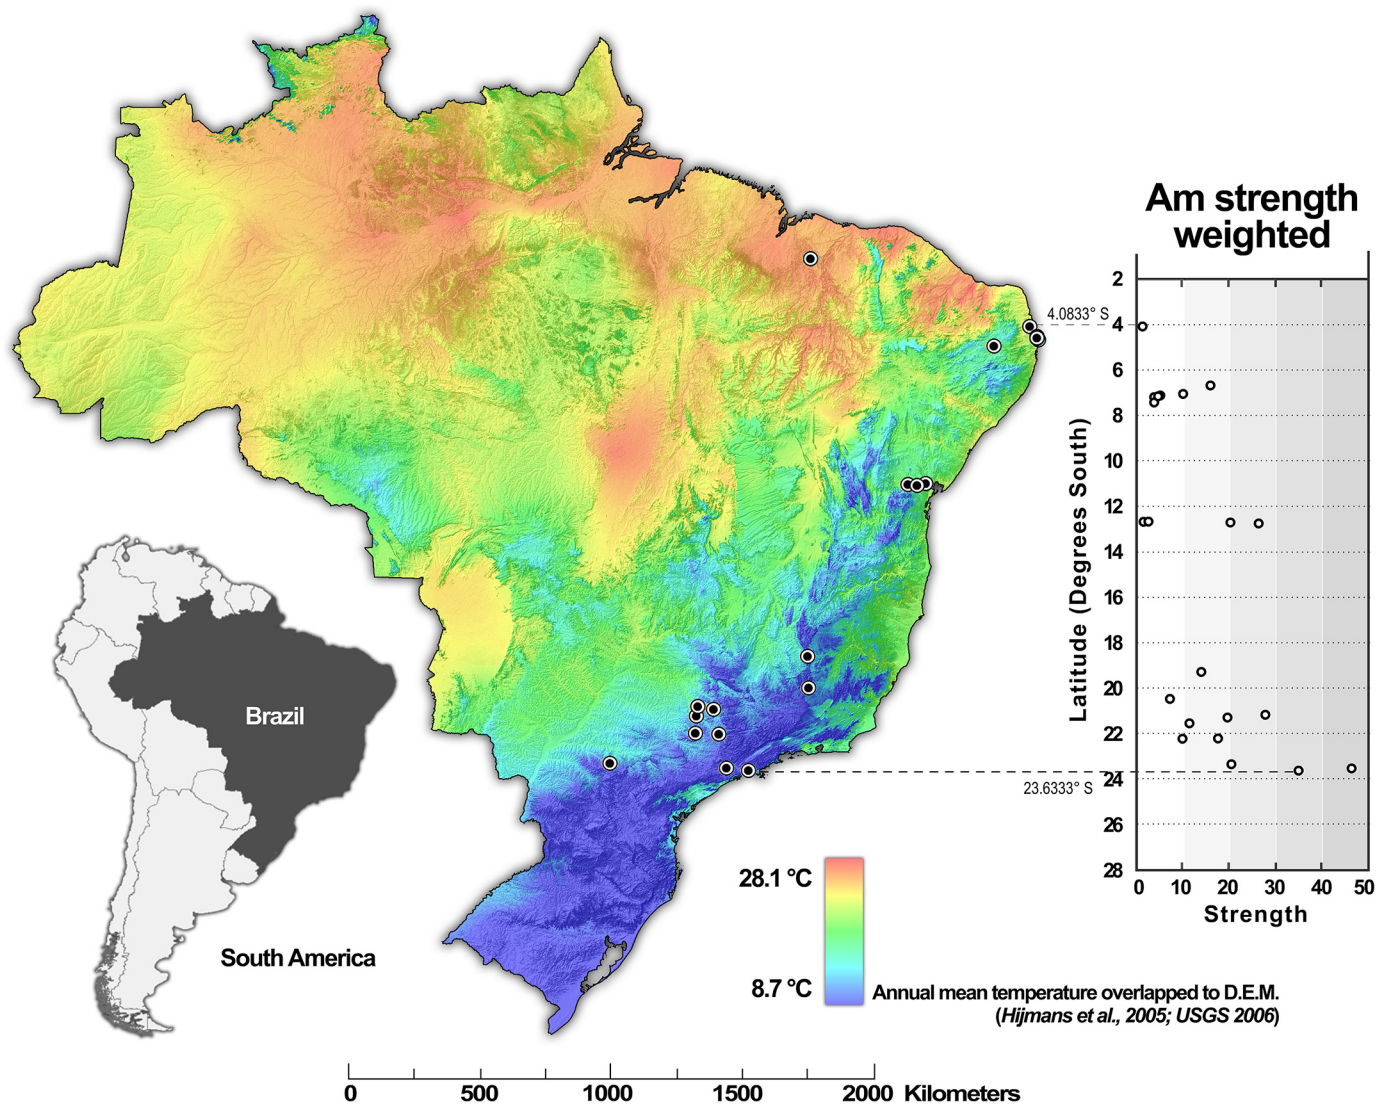 Am strength
weighted
4.0833° S
23.6333° S
2
4
6
8
10
12
14
16
18
20
22
24
26
28
Latitude (Degrees South)
0 10 20 30 40 50
Strength
Brazil
South America
28.1 °C
8.7 °C
Annual mean temperature overlapped to D.E.M.
(Hijmans et al., 2005; USGS 2006)
0 500 1000 1500 2000 Kilometers